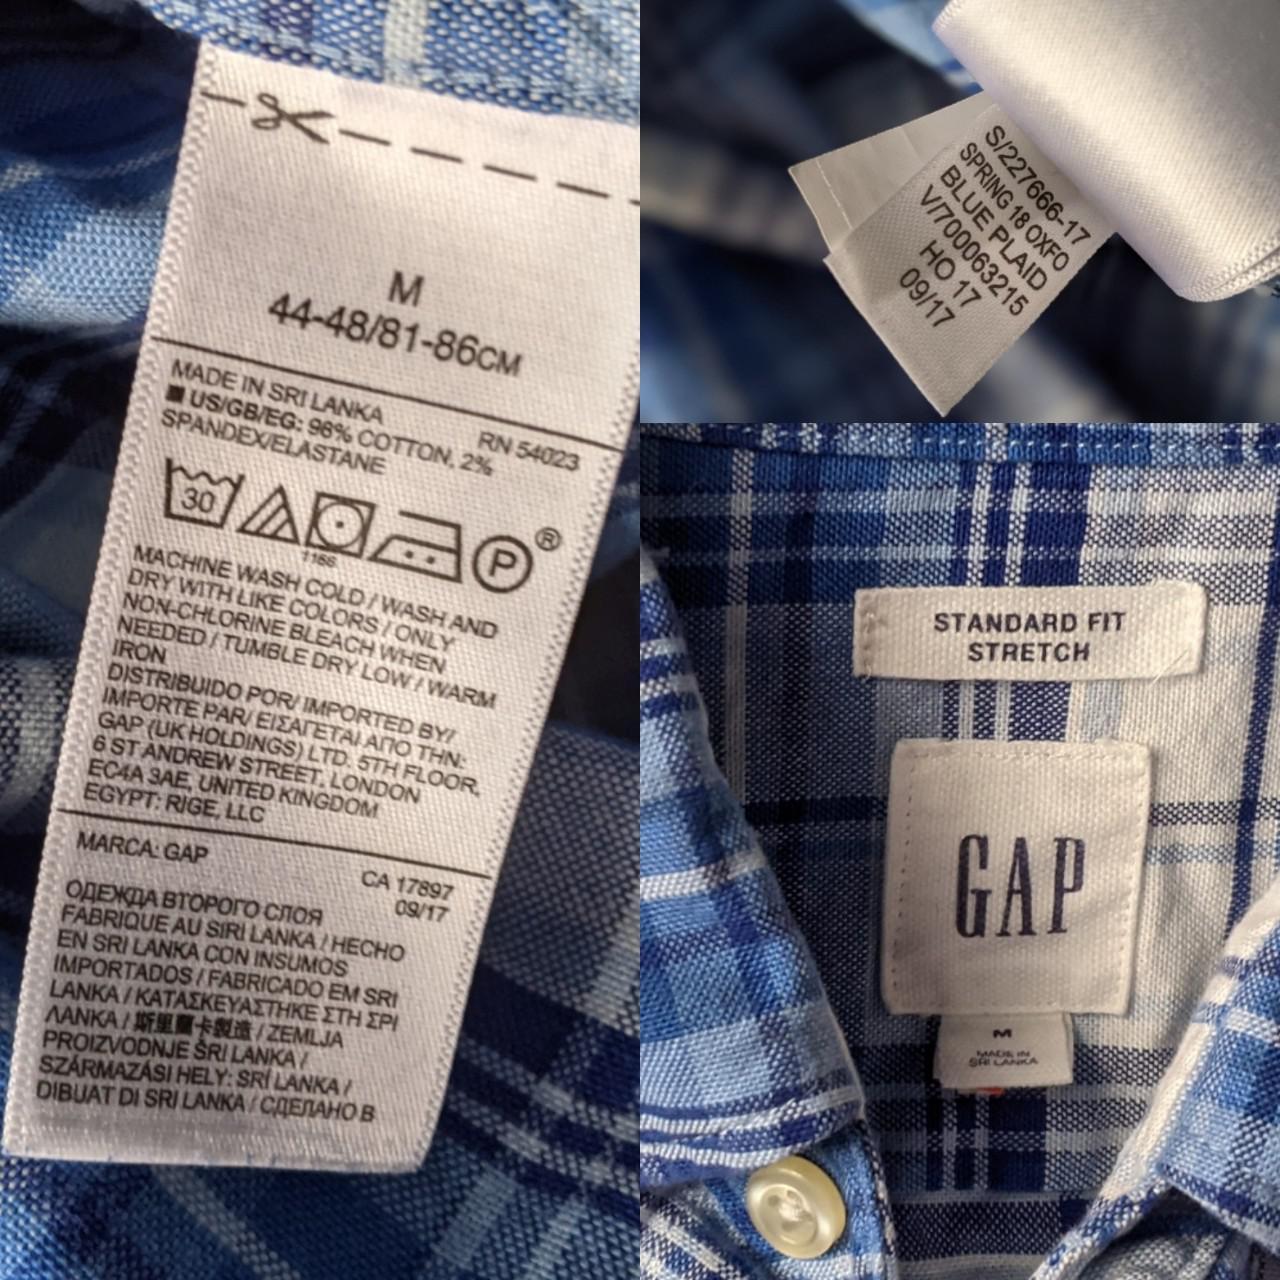 M
44-48/81-86CM
MADE IN SRI LANKA
RN 54023
■ US/GB/EG: 98% COTTON, 2%
SPANDEX/ELASTANE
30
1166
P
®
MACHINE WASH COLD / WASH AND
DRY WITH LIKE COLORS / ONLY
NON-CHLORINE BLEACH WHEN
NEEDED / TUMBLE DRY LOW / WARM
IRON
DISTRIBUIDO POR/ IMPORTED BY/
IMPORTE PAR/ ΕΙΣΑΓΕΤΑΙ ΑΠΟ ΤΗΝ:
GAP (UK HOLDINGS) LTD. 5TH FLOOR,
6 ST ANDREW STREET, LONDON
EC4A 3AE, UNITED KINGDOM
EGYPT: RIGE, LLC
MARCA: GAP
CA 17897
09/17
ОДЕЖДА ВТОРОГО СЛОЯ
FABRIQUE AU SIRI LANKA / HECHO
EN SRI LANKA CON INSUMOS
IMPORTADOS / FABRICADO EM SRI
LANKA / ΚΑΤΑΣΚΕΥΑΣΤΗΚΕ ΣΤΗ ΣΡΙ
ΛΑΝΚΑ / 斯里蘭卡製造 / ZEMLJA
PROIZVODNJE ŠRI LANKA /
SZÁRMAZÁSI HELY: SRÍ LANKA /
DIBUAT DI SRI LANKA / СДЕЛАНО В
S/227666-17
SPRING 18 OXFO
BLUE PLAID
V/700063215
HO 17
09/17
STANDARD FIT
STRETCH
GAP
M
MADE IN
SRI LANKA